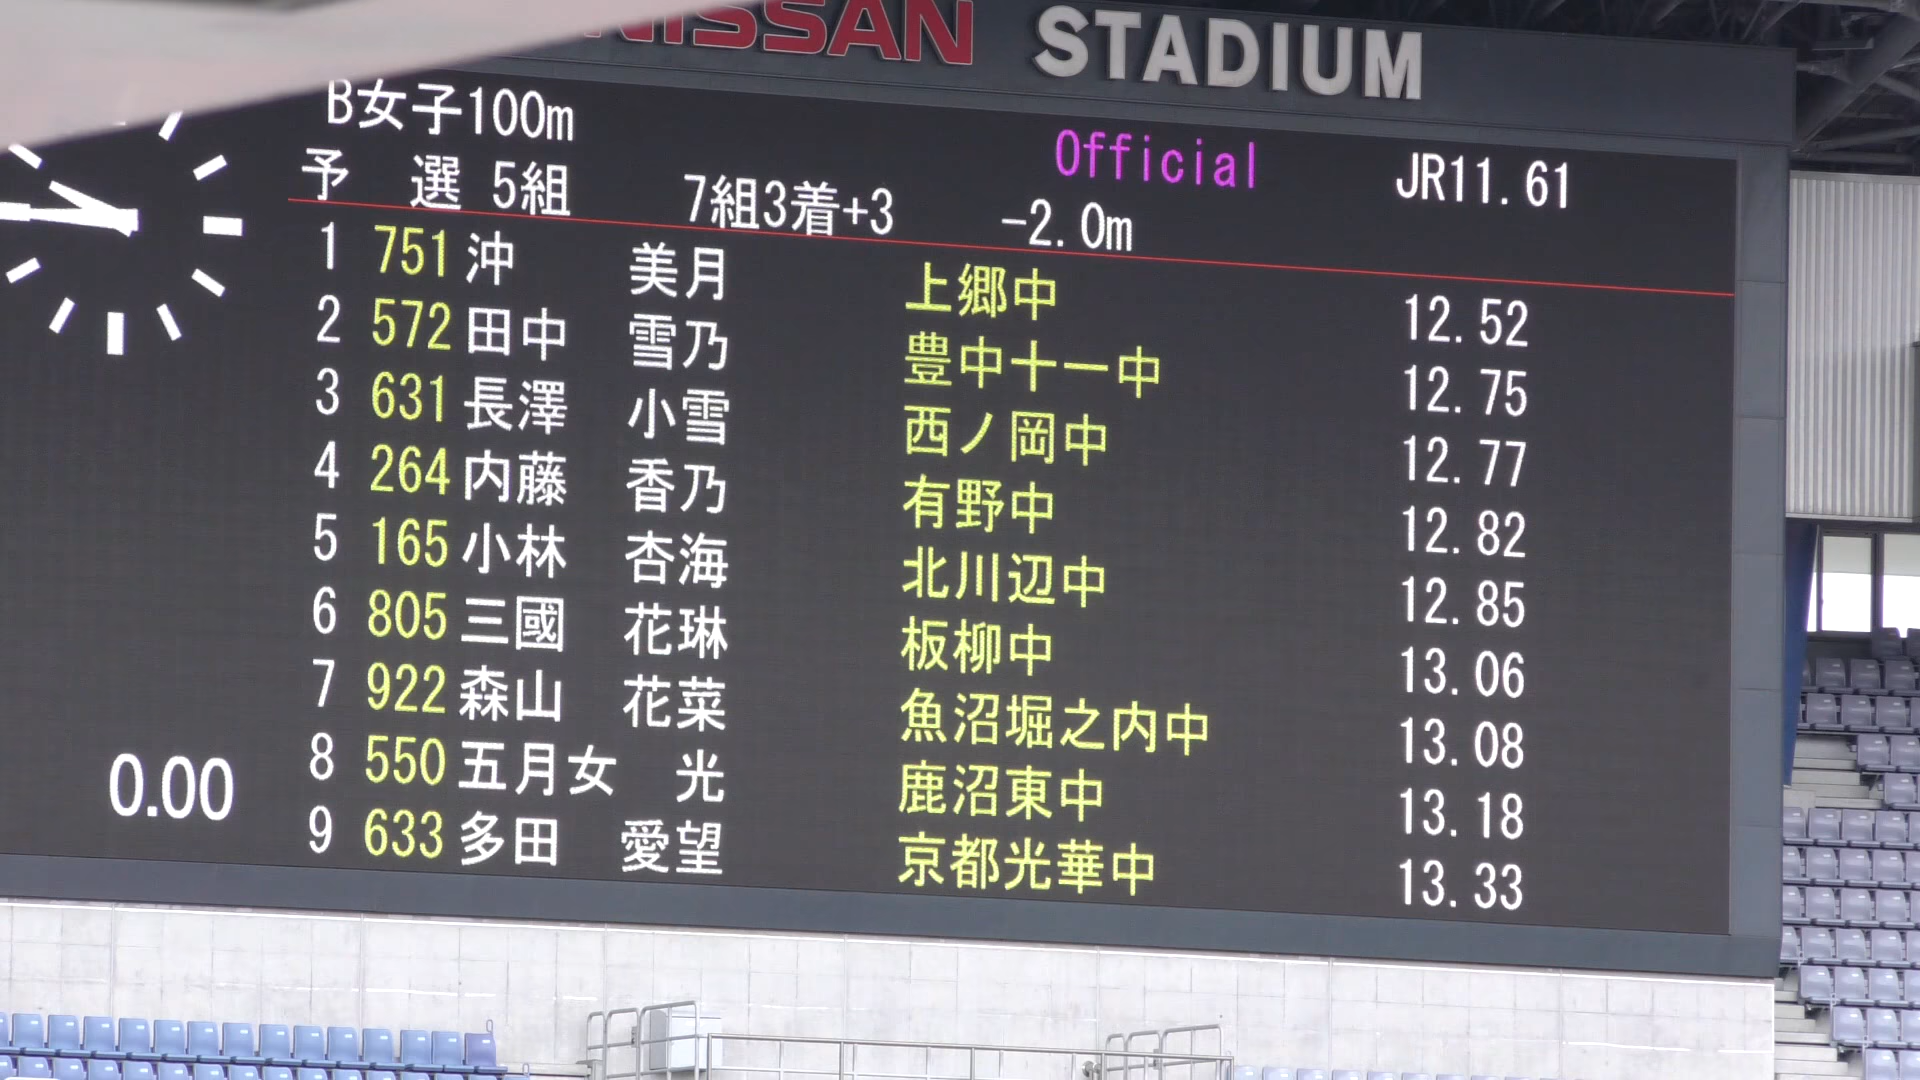 NISSAN STADIUM
B女子100m
Official JR11.61
予 選 5組 7組3着+3 -2.0m
1 751 沖 美月 上郷中 12.52
2 572 田中 雪乃 豊中十一中 12.75
3 631 長澤 小雪 西ノ岡中 12.77
4 264 内藤 香乃 有野中 12.82
5 165 小林 杏海 北川辺中 12.85
6 805 三國 花琳 板柳中 13.06
7 922 森山 花菜 魚沼堀之内中 13.08
8 550 五月女 光 鹿沼東中 13.18
9 633 多田 愛望 京都光華中 13.33
0.00